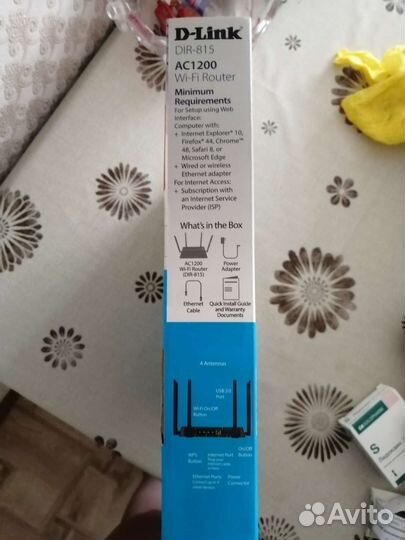 D-Link
DIR-815
AC1200
Wi-Fi Router
Minimum
Requirements
For Setup using Web
Interface:
Computer with:
+ Internet Explorer® 10,
Firefox® 44, Chrome™
48, Safari 8, or
Microsoft Edge
+ Wired or wireless
Ethernet adapter
For Internet Access:
+ Subscription with
an Internet Service
Provider (ISP)
What's in the Box
AC1200
Wi-Fi Router
(DIR-815)
Power
Adapter
Ethernet
Cable
Quick Install Guide
and Warranty
Documents
4 Antennas
USB 2.0
Port
Wi-Fi On/Off
Button
WPS
Button
Internet Port
On/Off
Button
Ethernet Ports
Power
Connector
S
Avito